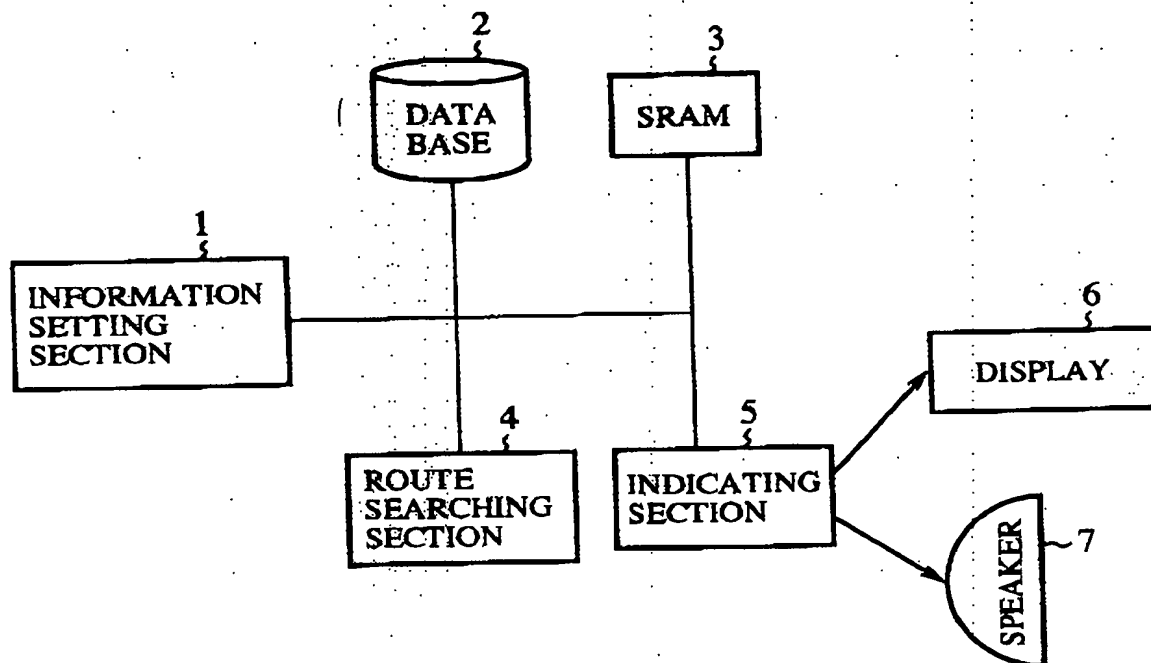 2
DATA
BASE
3
SRAM
1
INFORMATION
SETTING
SECTION
6
DISPLAY
4
ROUTE
SEARCHING
SECTION
5
INDICATING
SECTION
7
SPEAKER